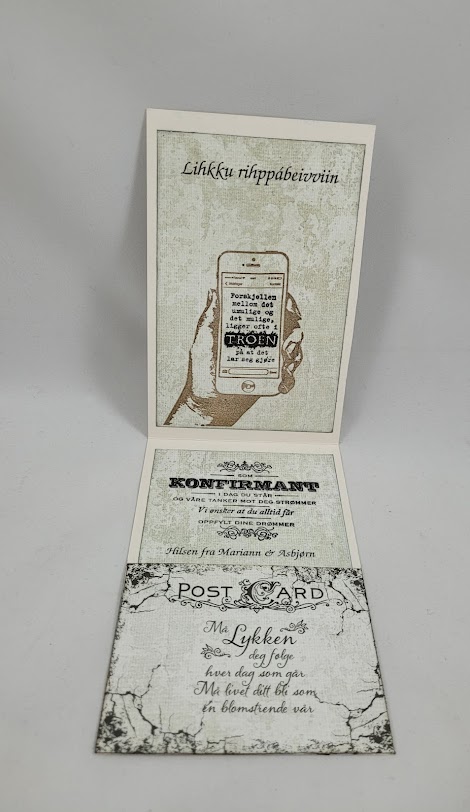 Lihkku rihppábeivviin
Forskjellen
mellom det
umulige og
det mulige,
ligger ofte i
TROEN
på at det
lar seg gjøre
SOM
KONFIRMANT
I DAG DU STÅR
OG VÅRE TANKER MOT DEG STRØMMER
Vi ønsker at du alltid får
OPPFYLT DINE DRØMMER
Hilsen fra Mariann & Asbjørn
POST CARD
Må
Lykken
deg følge
hver dag som går
Må livet ditt bli som
en blomstrende vår